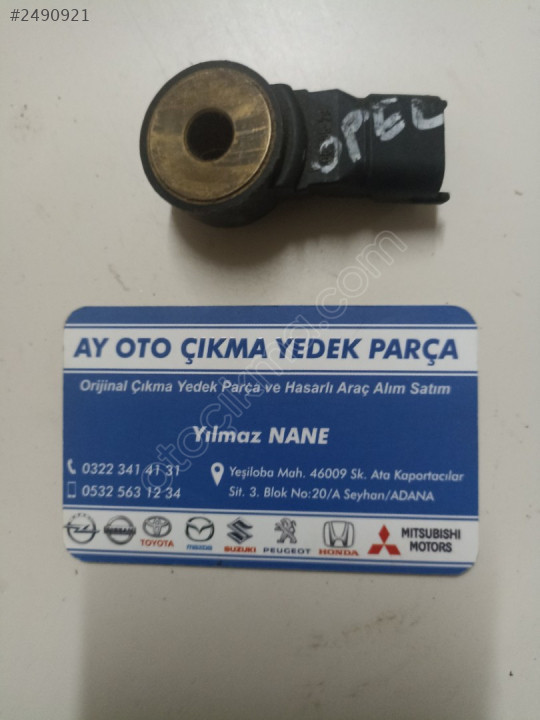 #2490921
OPEL
otocikma.com
AY OTO ÇIKMA YEDEK PARÇA
Orijinal Çıkma Yedek Parça ve Hasarlı Araç Alım Satım
Yılmaz NANE
0322 341 41 31
0532 563 12 34
Yeşiloba Mah. 46009 Sk. Ata Kaportacılar
Sit. 3. Blok No:20/A Seyhan/ADANA
NISSAN
TOYOTA
mazda
SUZUKI
PEUGEOT
HONDA
MITSUBISHI
MOTORS